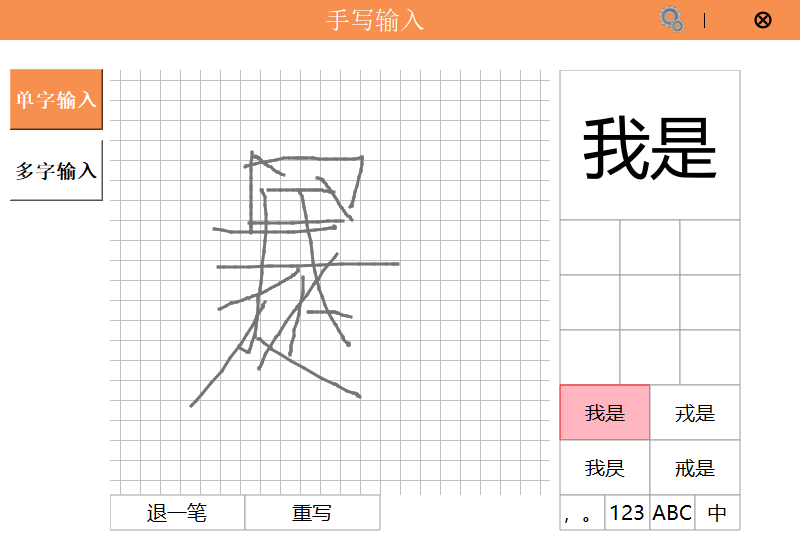 手写输入
单字输入
多字输入
我是
我是 戎是
我昃 戒是
退一笔 重写 ，。 123 ABC 中